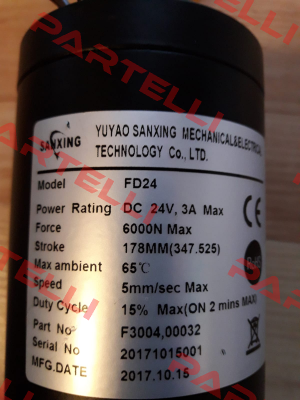 SANXING
YUYAO SANXING MECHANICAL&ELECTRICAL
TECHNOLOGY Co., LTD.
Model FD24
Power Rating DC 24V, 3A Max
Force 6000N Max
Stroke 178MM(347.525)
Max ambient 65℃
Speed 5mm/sec Max
Duty Cycle 15% Max(ON 2 mins MAX)
Part No F3004,00032
Serial No 20171015001
MFG.DATE 2017.10.15
CE
PARTELLI
PARTELLI
PARTELLI